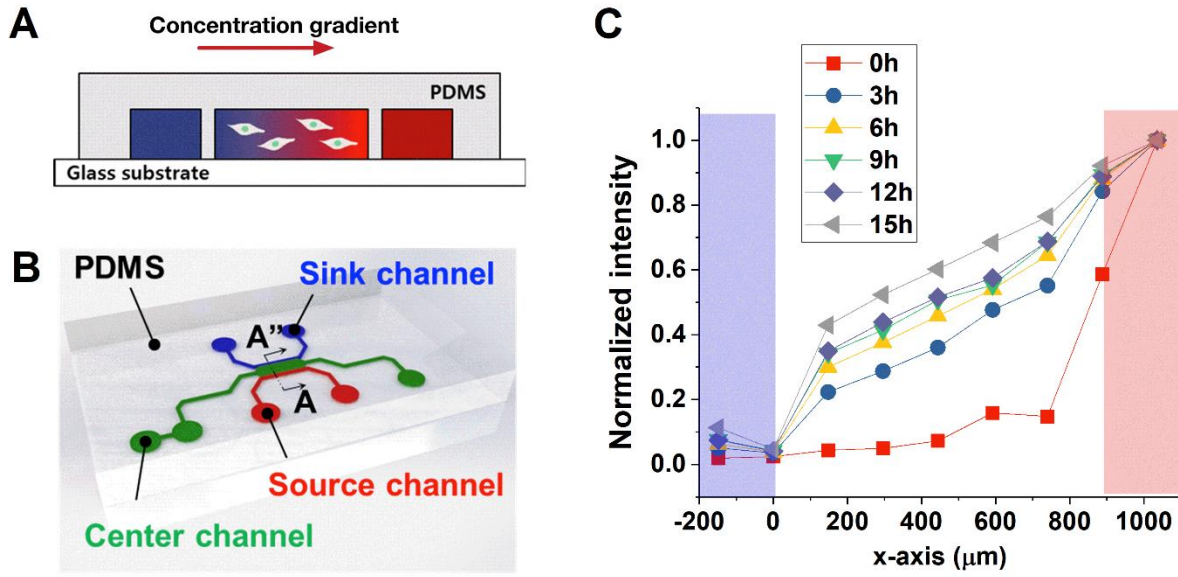 A
Concentration gradient
PDMS
Glass substrate
B
PDMS
Sink channel
A”
A
Source channel
Center channel
C
0h
3h
6h
9h
12h
15h
Normalized intensity
1.0
0.8
0.6
0.4
0.2
0.0
-200 0 200 400 600 800 1000
x-axis (μm)